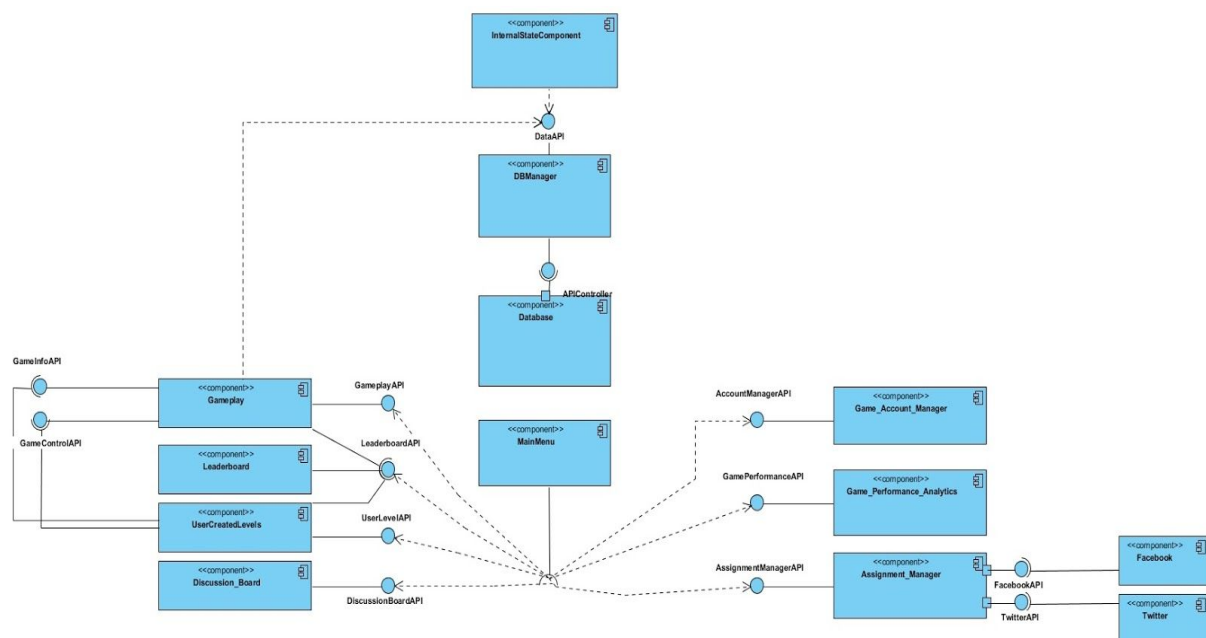 <<component>>
InternalStateComponent
DataAPI
<<component>>
DBManager
APIController
<<component>>
Database
GameInfoAPI
<<component>>
Gameplay
GameplayAPI
GameControlAPI
<<component>>
Leaderboard
LeaderboardAPI
<<component>>
UserCreatedLevels
UserLevelAPI
<<component>>
Discussion_Board
DiscussionBoardAPI
<<component>>
MainMenu
AccountManagerAPI
<<component>>
Game_Account_Manager
GamePerformanceAPI
<<component>>
Game_Performance_Analytics
AssignmentManagerAPI
<<component>>
Assignment_Manager
FacebookAPI
<<component>>
Facebook
TwitterAPI
<<component>>
Twitter